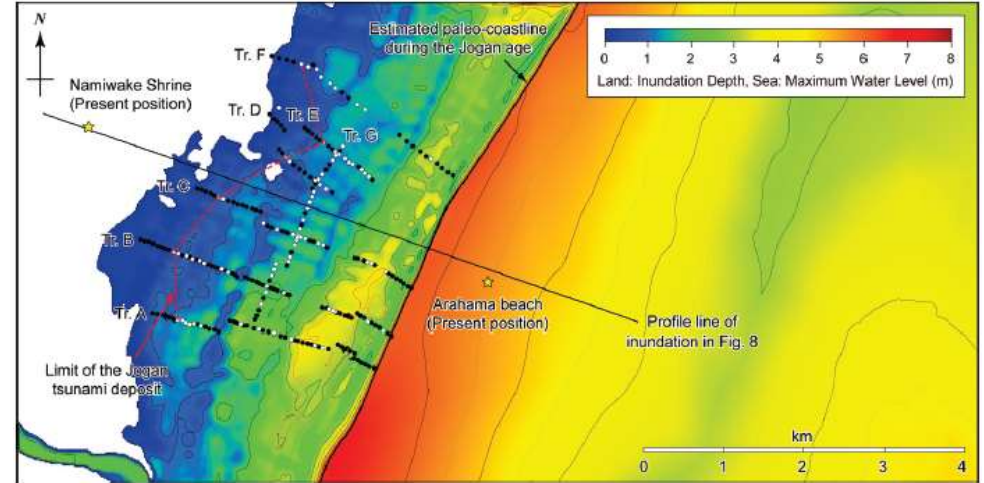 N
Namiwake Shrine
(Present position)
Tr. F
Tr. D
Tr. E
Tr. G
Tr. C
Tr. B
Tr. A
Limit of the Jogan
tsunami deposit
Estimated paleo-coastline
during the Jogan age
0 1 2 3 4 5 6 7 8
Land: Inundation Depth, Sea: Maximum Water Level (m)
Arahama beach
(Present position)
Profile line of
inundation in Fig. 8
km
0 1 2 3 4